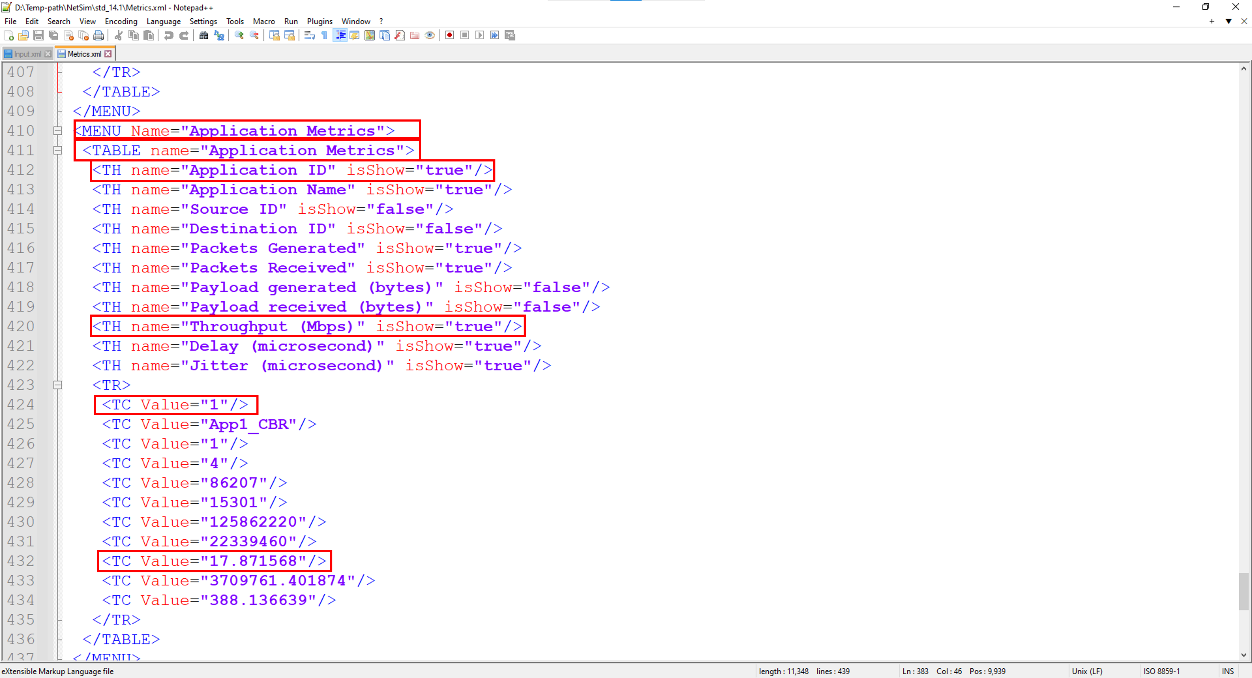 D:\Temp-path\NetSim\std_14.1\Metrics.xml - Notepad++
File Edit Search View Encoding Language Settings Tools Macro Run Plugins Window ?
Input.xml Metrics.xml
407 </TR>
408 </TABLE>
409 </MENU>
410 <MENU Name="Application Metrics">
411 <TABLE name="Application Metrics">
412 <TH name="Application ID" isShow="true"/>
413 <TH name="Application Name" isShow="true"/>
414 <TH name="Source ID" isShow="false"/>
415 <TH name="Destination ID" isShow="false"/>
416 <TH name="Packets Generated" isShow="true"/>
417 <TH name="Packets Received" isShow="true"/>
418 <TH name="Payload generated (bytes)" isShow="false"/>
419 <TH name="Payload received (bytes)" isShow="false"/>
420 <TH name="Throughput (Mbps)" isShow="true"/>
421 <TH name="Delay (microsecond)" isShow="true"/>
422 <TH name="Jitter (microsecond)" isShow="true"/>
423 <TR>
424 <TC Value="1"/>
425 <TC Value="App1_CBR"/>
426 <TC Value="1"/>
427 <TC Value="4"/>
428 <TC Value="86207"/>
429 <TC Value="15301"/>
430 <TC Value="125862220"/>
431 <TC Value="22339460"/>
432 <TC Value="17.871568"/>
433 <TC Value="3709761.401874"/>
434 <TC Value="388.136639"/>
435 </TR>
436 </TABLE>
437 </MENU>
eXtensible Markup Language file length : 11,348 lines : 439 Ln : 383 Col : 46 Pos : 9,939 Unix (LF) ISO 8859-1 INS